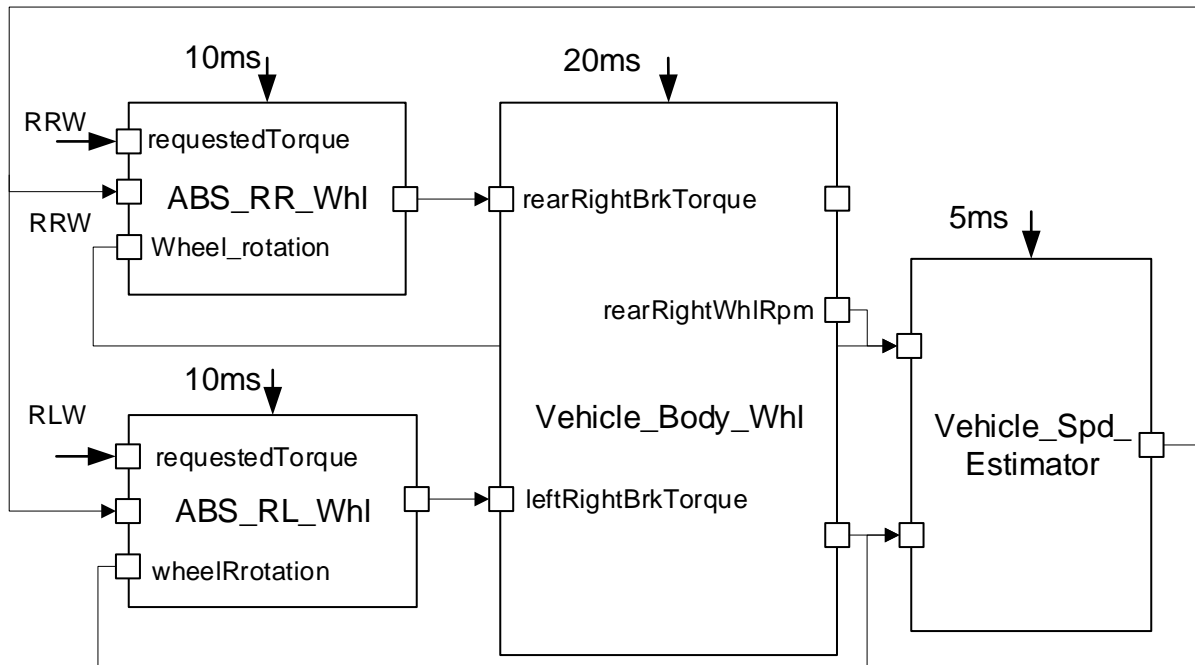 10ms
20ms
RRW
requestedTorque
ABS_RR_Whl
RRW
Wheel_rotation
rearRightBrkTorque
5ms
rearRightWhlRpm
10ms
RLW
requestedTorque
ABS_RL_Whl
wheelRrotation
Vehicle_Body_Whl
leftRightBrkTorque
Vehicle_Spd_
Estimator